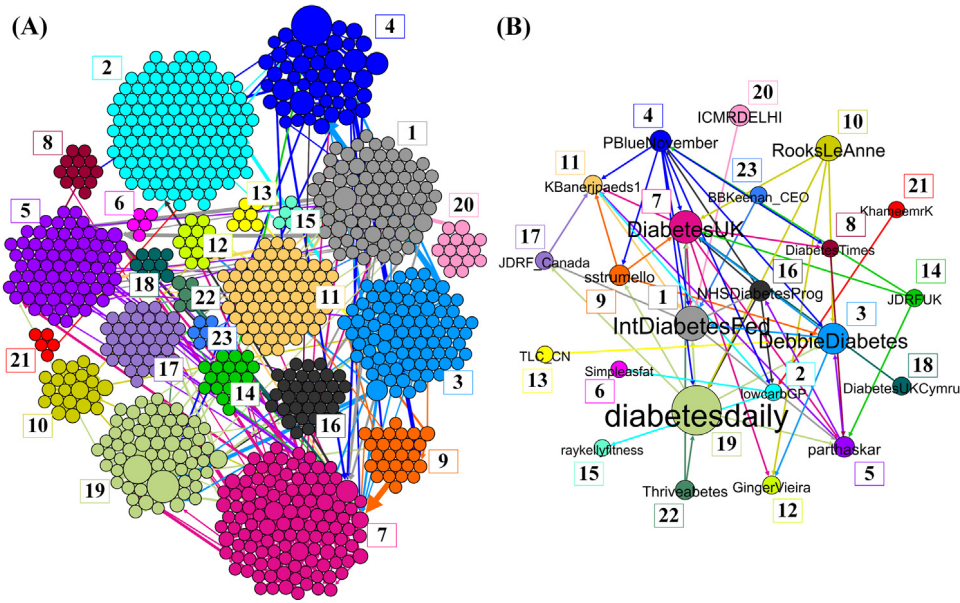 (A)
4
2
1
8
13
5
6
15
20
12
18
11
22
21
23
3
17
14
10
16
9
19
7
(B)
20
4
ICMRDELHI
10
PBlueNovember
RooksLeAnne
11
23
21
KBanerjpaeds1
BBKeenan_CEO
7
KhameemrK
8
17
DiabetesUK
DiabetesTimes
JDRF_Canada
16
14
sstrumello
NHSDiabetesProg
JDRFUK
9
1
3
IntDiabetesFed
DebbieDiabetes
TLC_CN
Simpleasfat
2
18
13
6
lowcarbGP
DiabetesUKCymru
diabetesdaily
19
raykellyfitness
parthaskar
15
5
Thriveabetes
GingerVieira
22
12